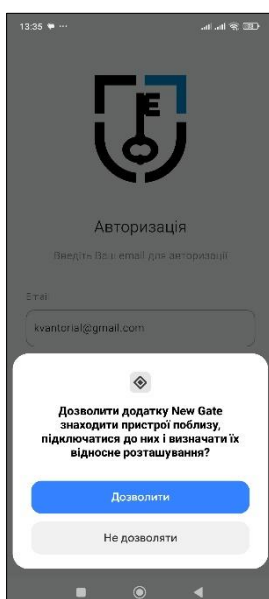 13:35
E
Авторизація
Введіть Ваш email для авторизації
Email
kvantorial@gmail.com
Дозволити додатку New Gate
знаходити пристрої поблизу,
підключатися до них і визначати їх
відносне розташування?
Дозволити
Не дозволяти